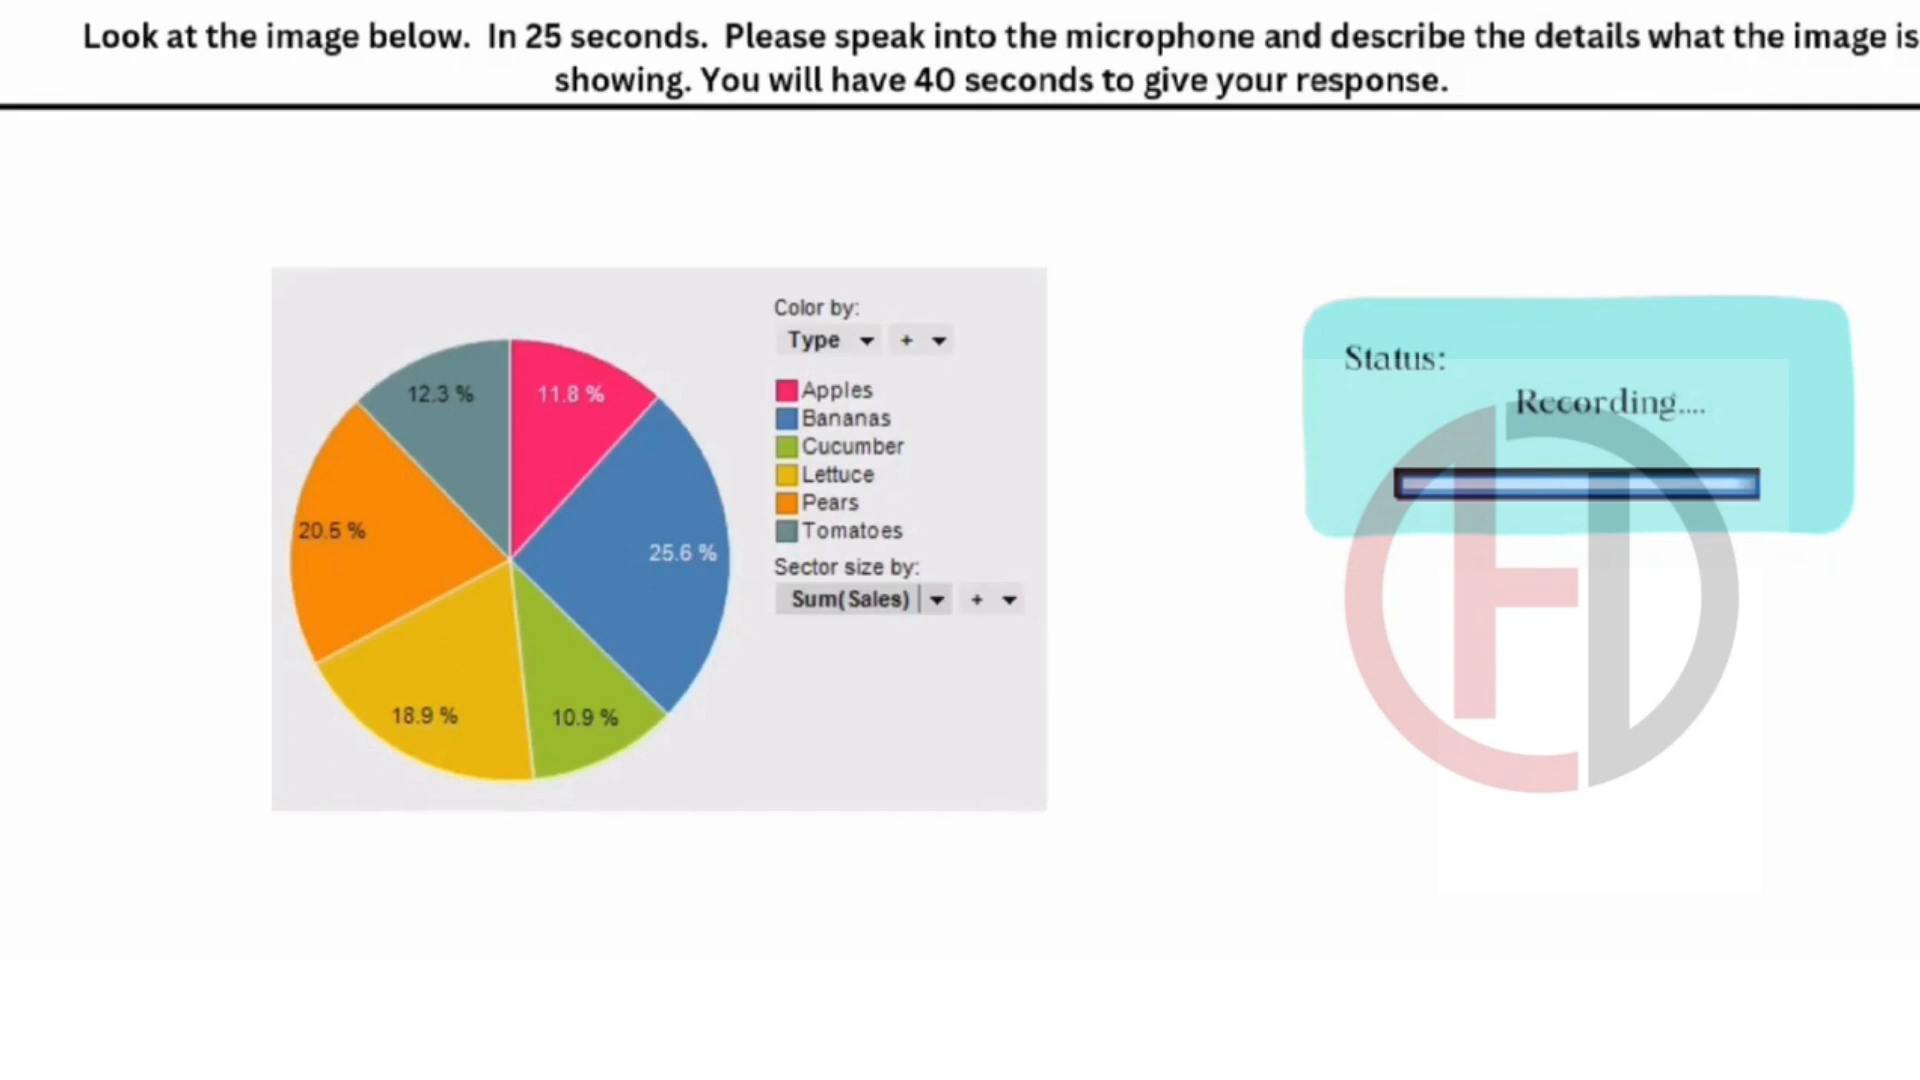 Look at the image below. In 25 seconds. Please speak into the microphone and describe the details what the image is
showing. You will have 40 seconds to give your response.
Color by:
Type +
Apples
Bananas
Cucumber
Lettuce
Pears
Tomatoes
Sector size by:
Sum(Sales) +
12.3 %
11.8 %
20.5 %
25.6 %
18.9 %
10.9 %
Status:
Recording....